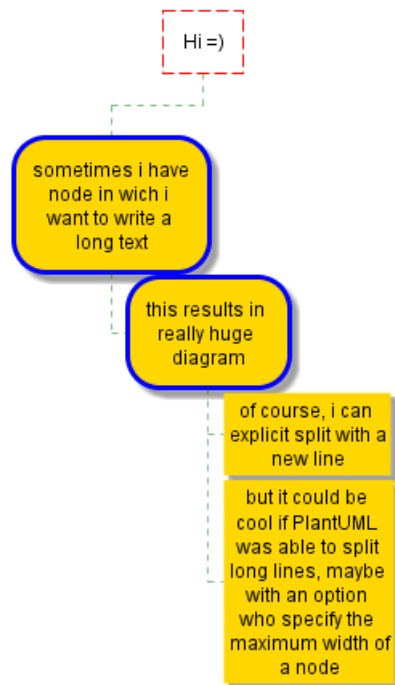 Hi =)
sometimes i have
node in wich i
want to write a
long text
this results in
really huge
diagram
of course, i can
explicit split with a
new line
but it could be
cool if PlantUML
was able to split
long lines, maybe
with an option
who specify the
maximum width of
a node